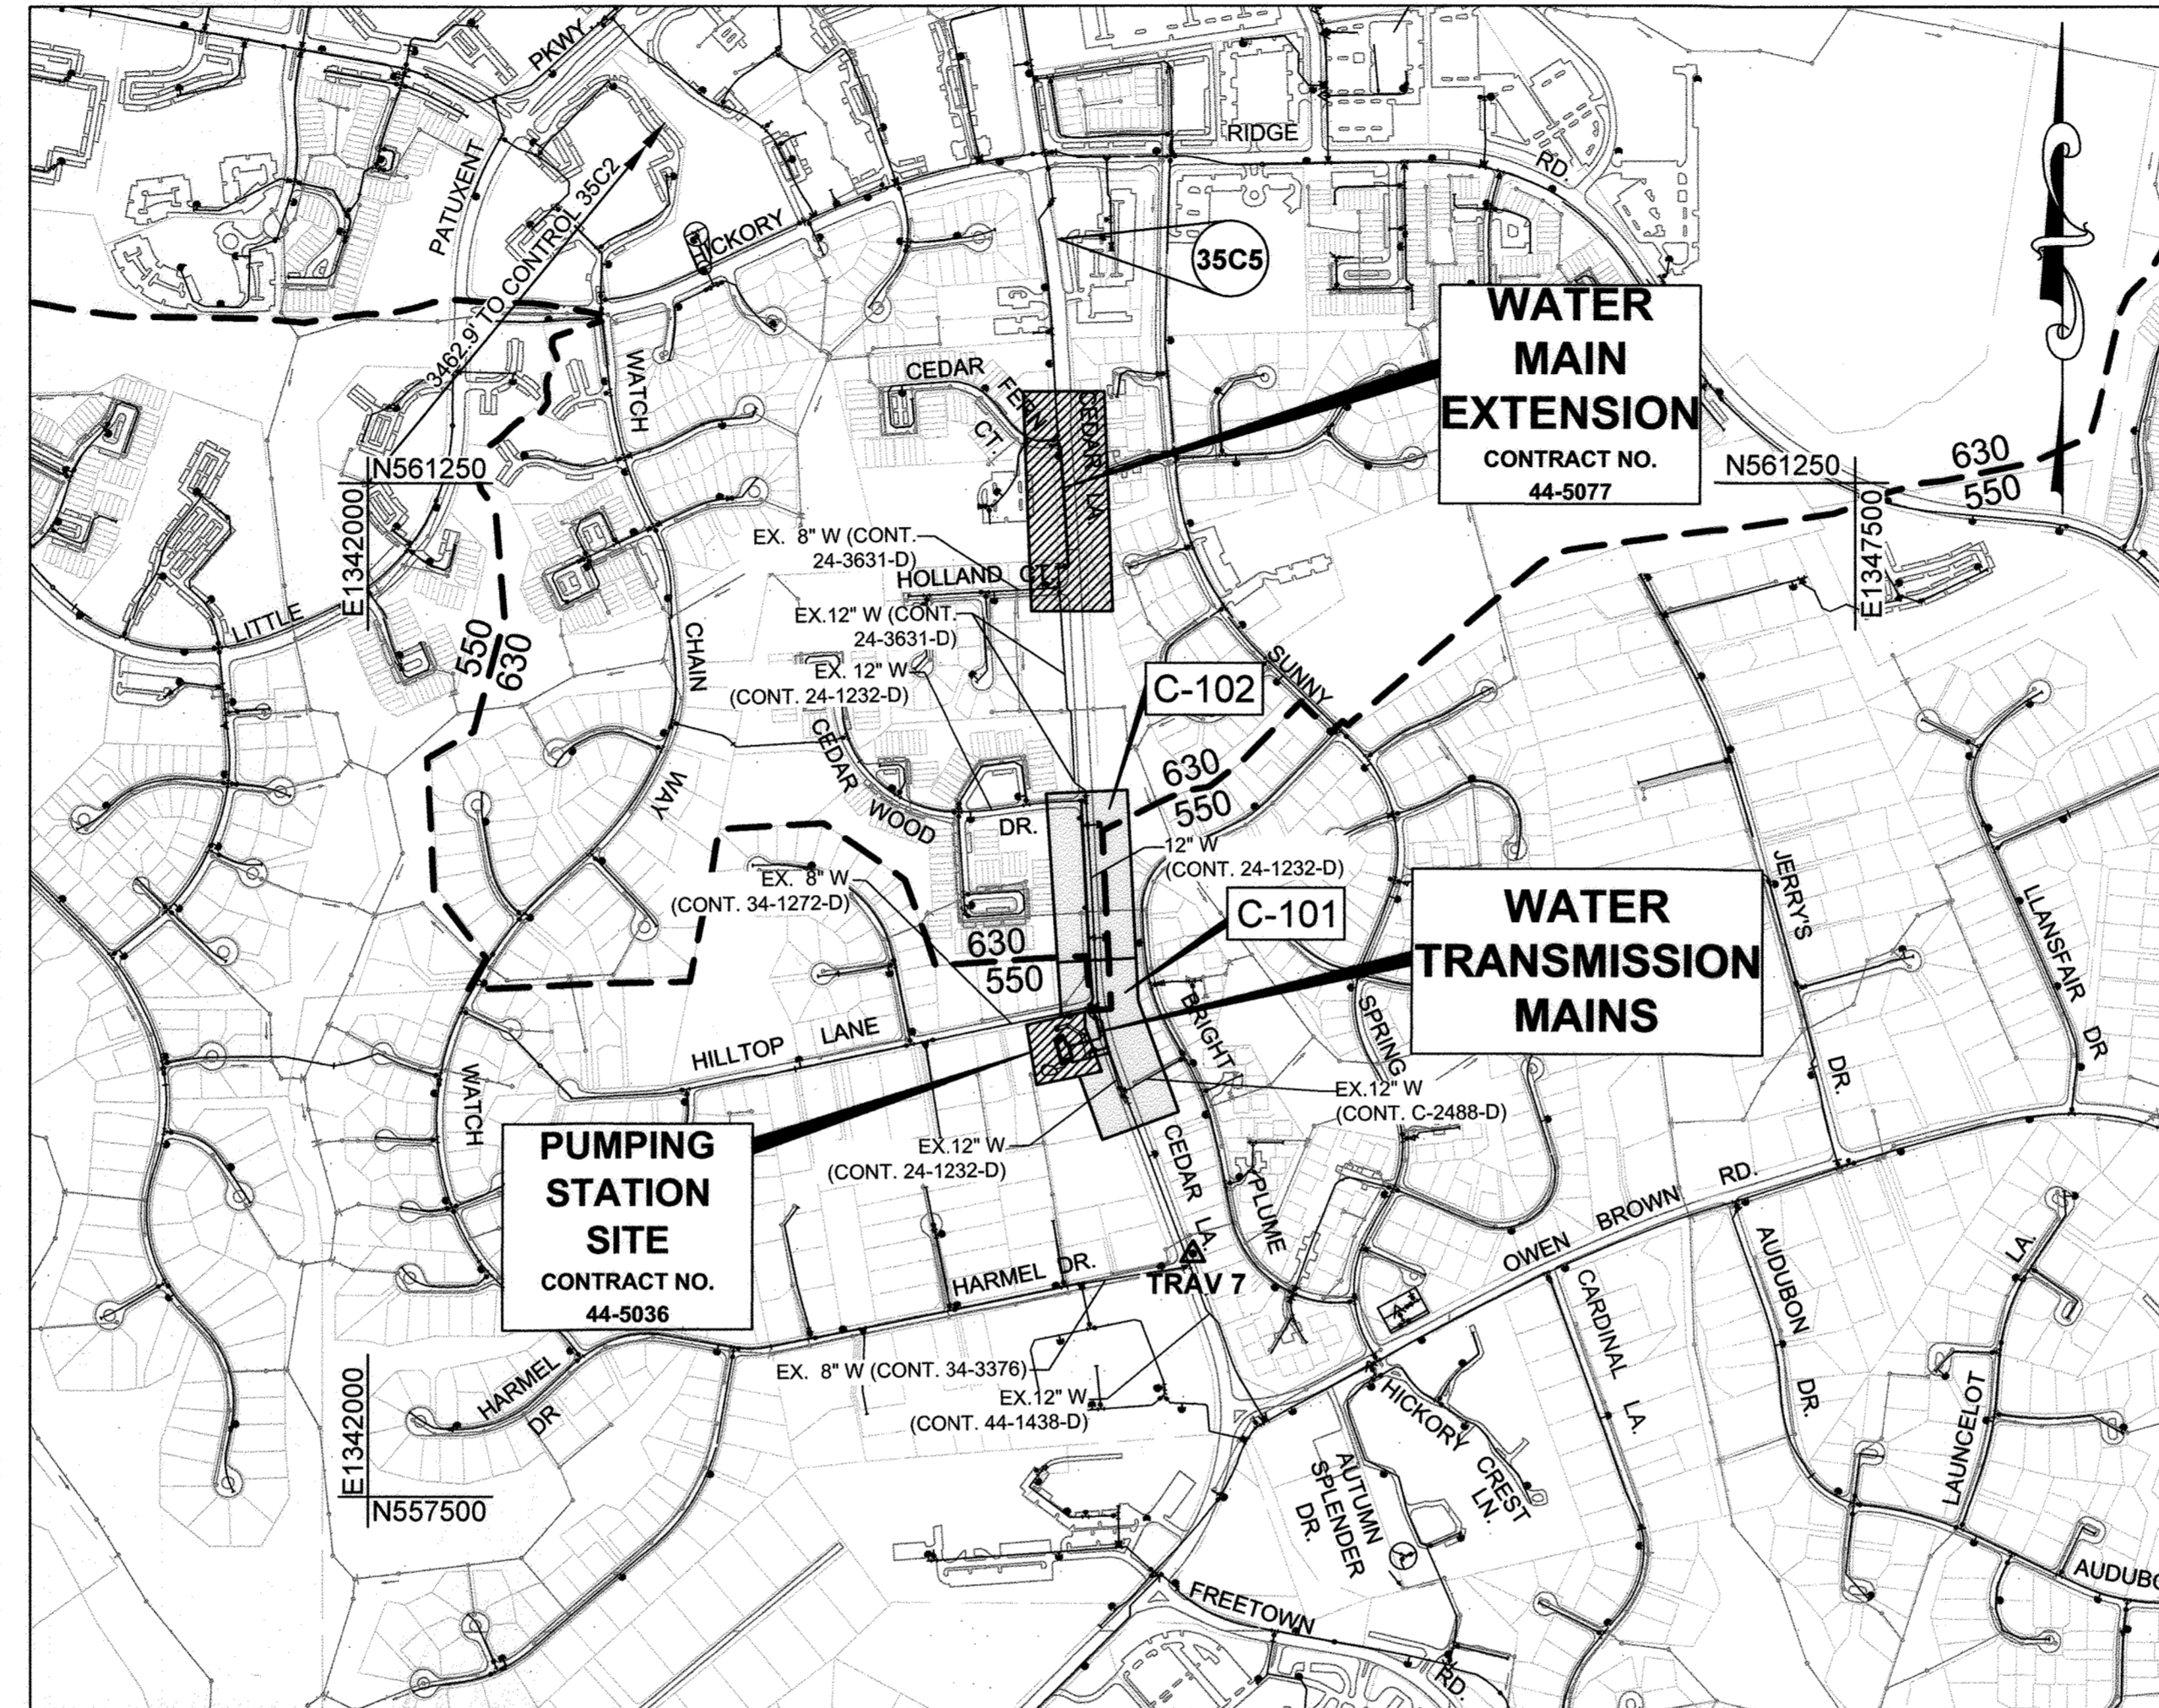 PKWY.
PATUXENT
3462.9' TO CONTROL 35C2
HICKORY
RIDGE
RD.
35C5
WATER
MAIN
EXTENSION
CONTRACT NO.
44-5077
WATCH
CEDAR
FERN
CT.
CEDAR LA.
N561250
E1342000
N561250
E1347500
630
550
EX. 8" W (CONT.
24-3631-D)
HOLLAND CT.
EX.12" W (CONT.
24-3631-D)
EX. 12" W
(CONT. 24-1232-D)
LITTLE
550
630
CHAIN
SUNNY
C-102
CEDAR
WOOD
DR.
630
550
WAY
12" W
(CONT. 24-1232-D)
EX. 8" W
(CONT. 34-1272-D)
C-101
WATER
TRANSMISSION
MAINS
JERRY'S
DR.
LLANSFAIR
DR
630
550
BRIGHT
PLUME
SPRING
HILLTOP LANE
WATCH
EX.12" W
(CONT. C-2488-D)
PUMPING
STATION
SITE
CONTRACT NO.
44-5036
EX.12" W
(CONT. 24-1232-D)
CEDAR LA.
TRAV 7
HARMEL DR.
OWEN BROWN RD.
AUDUBON
DR.
LA.
LAUNCELOT
CARDINAL LA.
EX. 8" W (CONT. 34-3376)
EX.12" W
(CONT. 44-1438-D)
HARMEL
DR
E1342000
N557500
HICKORY CREST
LN.
AUTUMN
SPLENDER
DR.
FREETOWN
RD.
AUDUBO